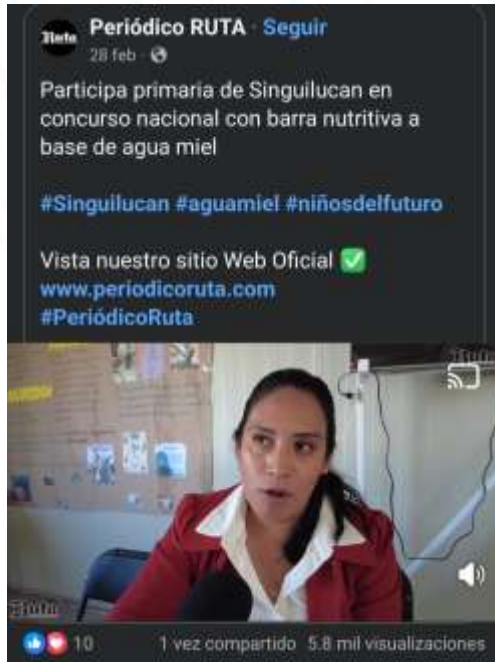 Ruta
Periódico RUTA · Seguir
28 feb ·
Participa primaria de Singuilucan en
concurso nacional con barra nutritiva a
base de agua miel
#Singuilucan #aguamiel #niñosdelfuturo
Vista nuestro sitio Web Oficial ✅
www.periodicoruta.com
#PeriódicoRuta
Ruta
10
1 vez compartido 5.8 mil visualizaciones